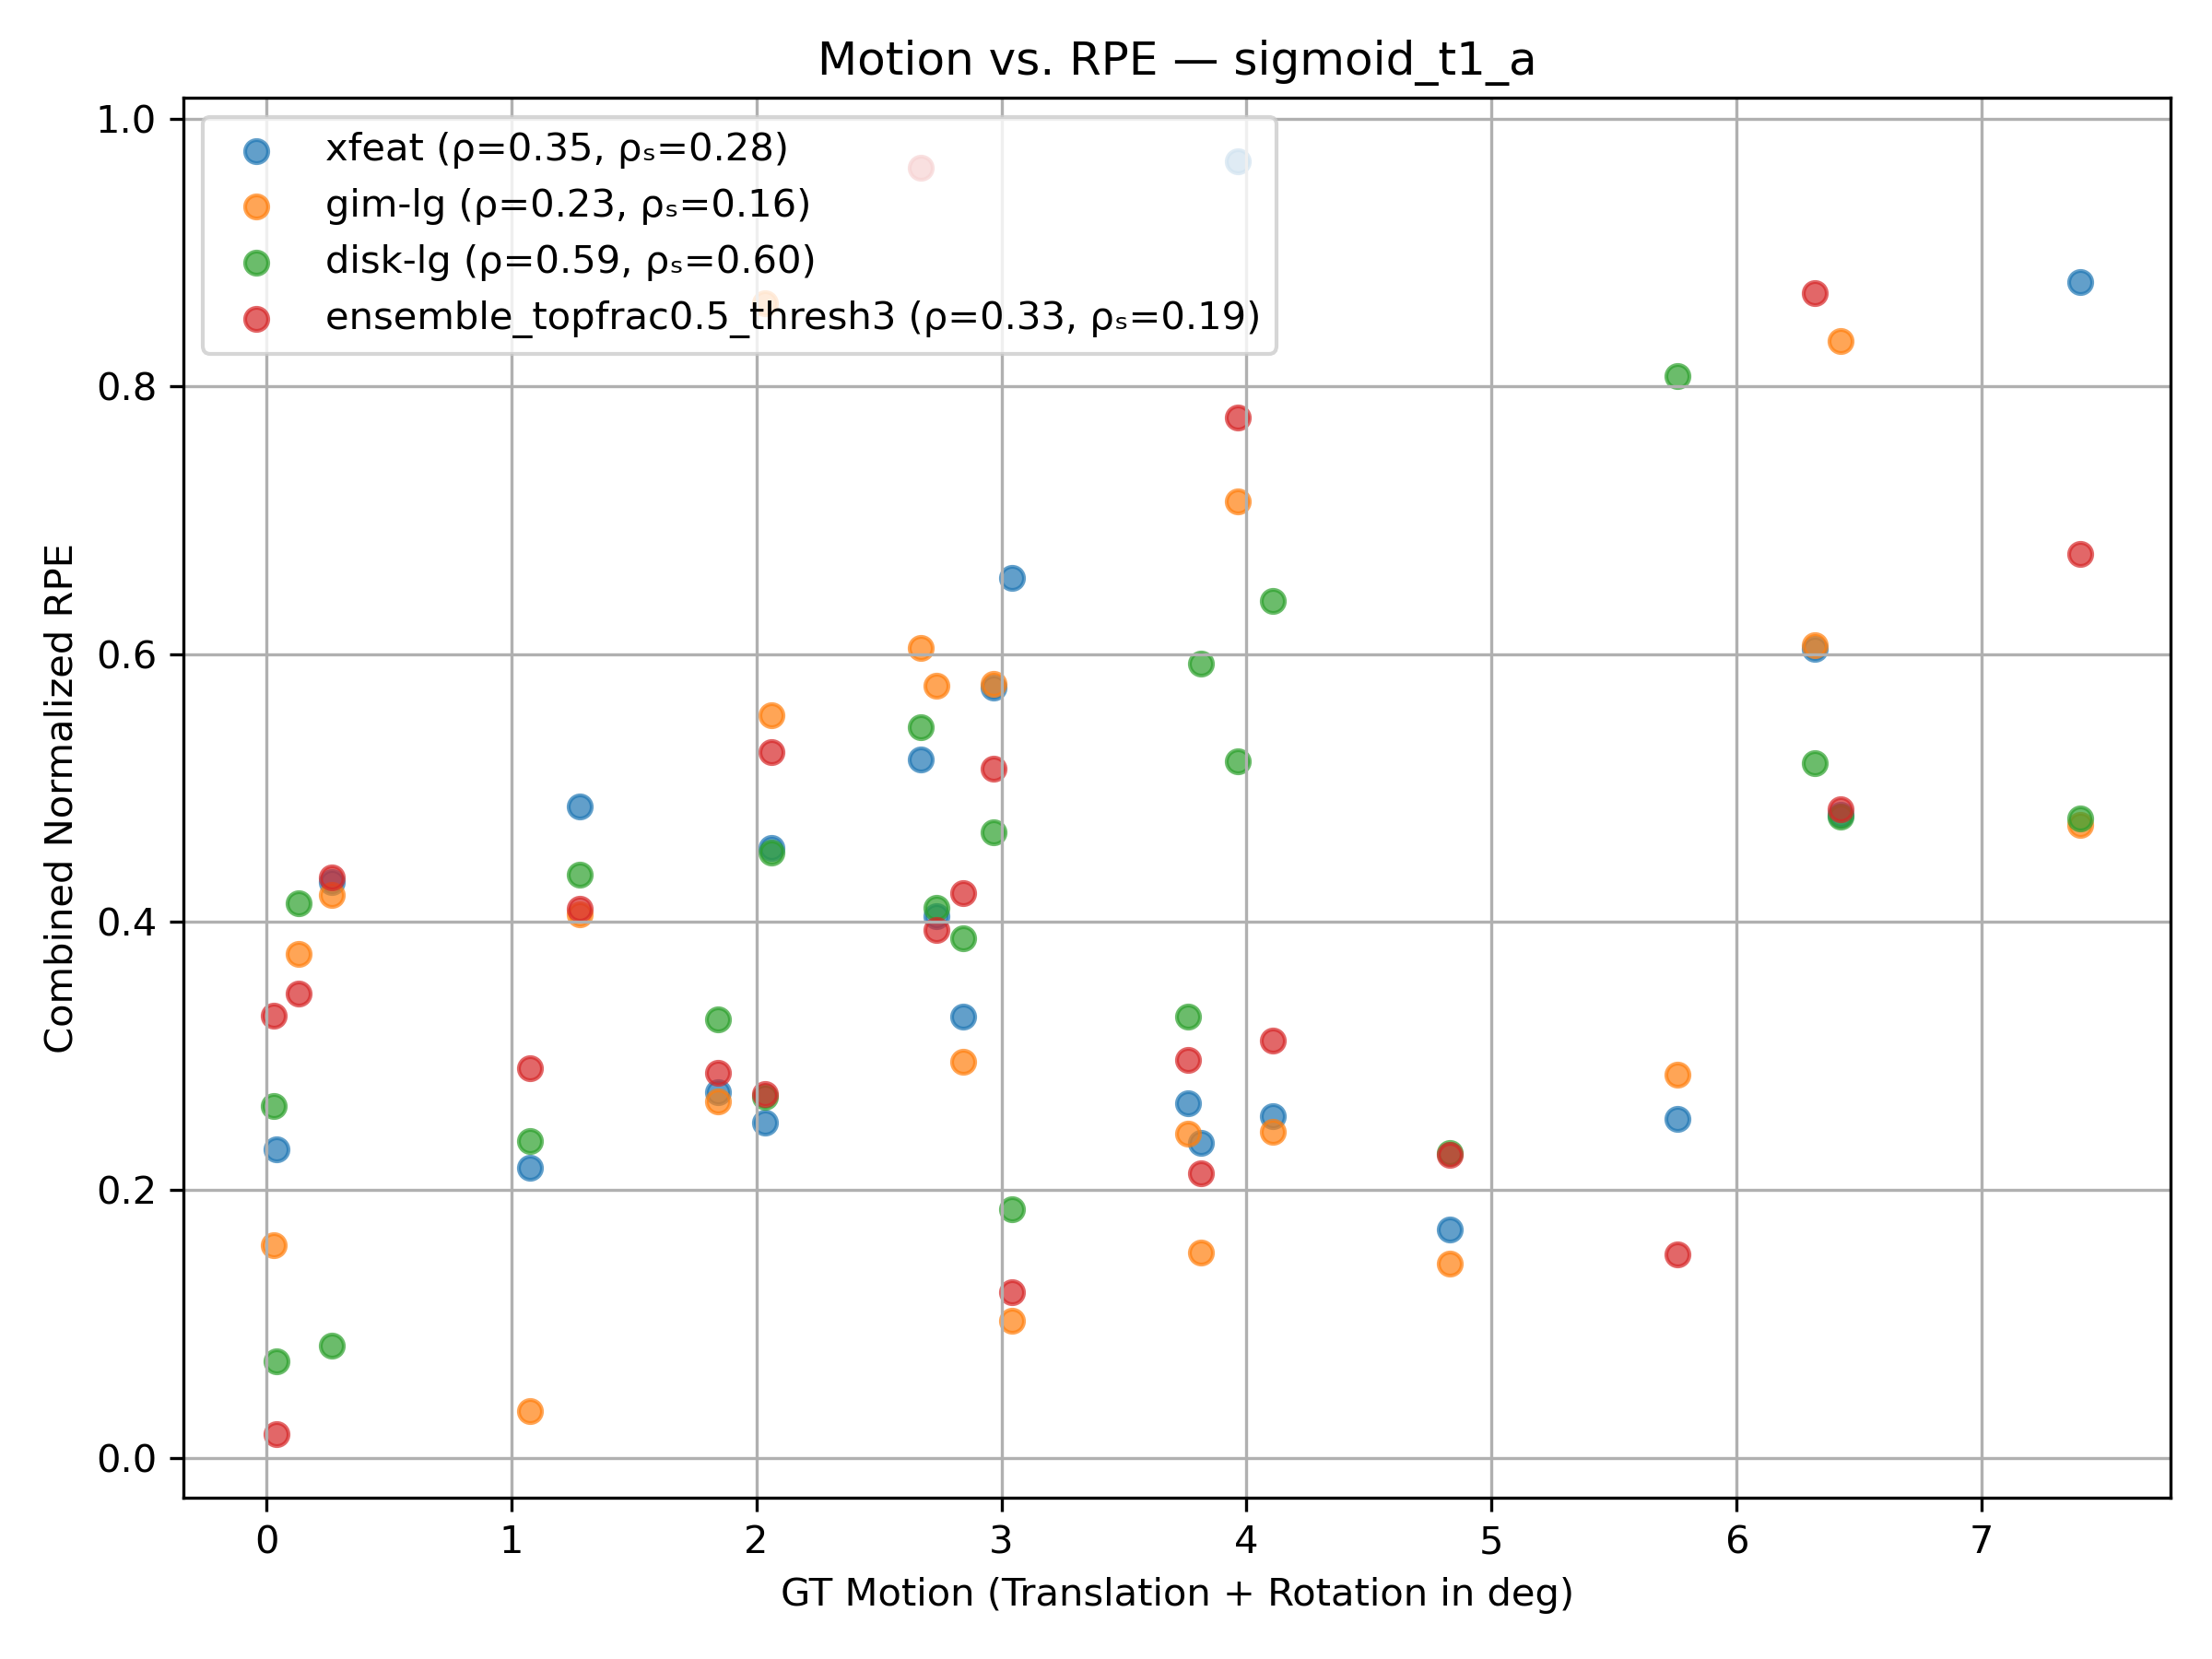 Motion vs. RPE — sigmoid_t1_a
xfeat (ρ=0.35, ρₛ=0.28)
gim-lg (ρ=0.23, ρₛ=0.16)
disk-lg (ρ=0.59, ρₛ=0.60)
ensemble_topfrac0.5_thresh3 (ρ=0.33, ρₛ=0.19)
Combined Normalized RPE
1.0
0.8
0.6
0.4
0.2
0.0
0 1 2 3 4 5 6 7
GT Motion (Translation + Rotation in deg)